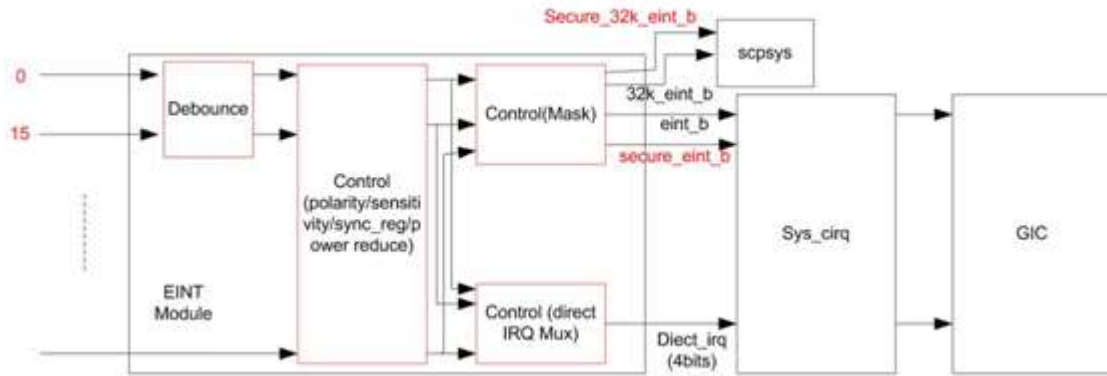 Secure_32k_eint_b
scpsys
0
Debounce
15
Control(Mask)
32k_eint_b
eint_b
secure_eint_b
Control
(polarity/sensiti
vity/sync_reg/p
ower reduce)
Sys_cirq
GIC
EINT
Module
Control (direct
IRQ Mux)
Diect_irq
(4bits)